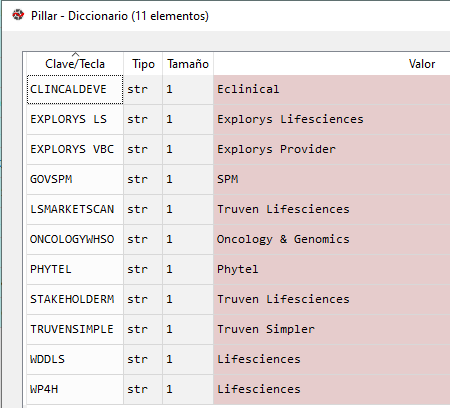 Pillar - Diccionario (11 elementos)
Clave/Tecla Tipo Tamaño Valor
CLINCALDEVE str 1 Eclinical
EXPLORYS LS str 1 Explorys Lifesciences
EXPLORYS VBC str 1 Explorys Provider
GOVSPM str 1 SPM
LSMARKETSCAN str 1 Truven Lifesciences
ONCOLOGYWHSO str 1 Oncology & Genomics
PHYTEL str 1 Phytel
STAKEHOLDERM str 1 Truven Lifesciences
TRUVENSIMPLE str 1 Truven Simpler
WDDLS str 1 Lifesciences
WP4H str 1 Lifesciences